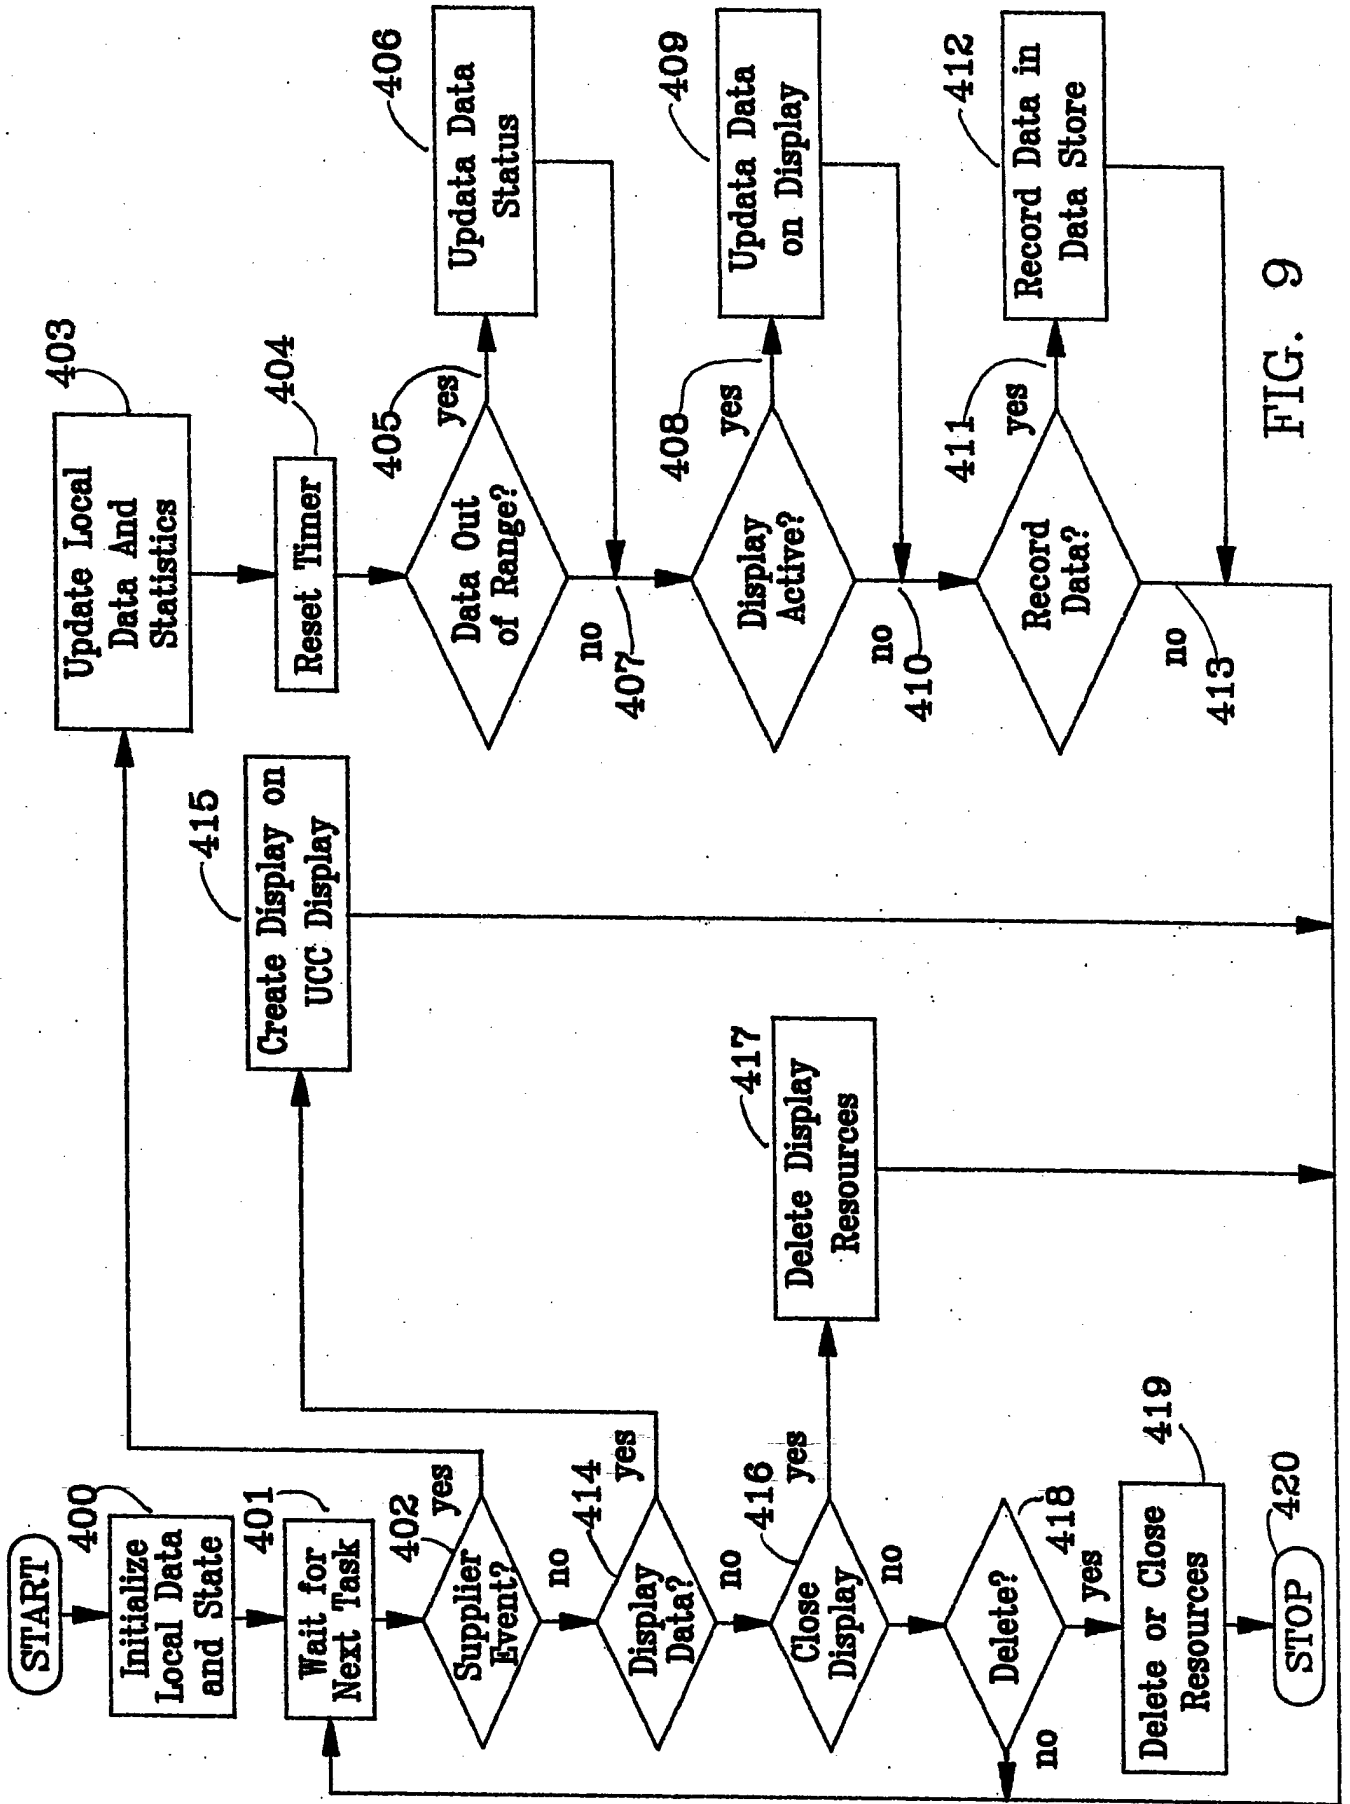 START
400
Initialize
Local Data
and State
401
Wait for
Next Task
402
Supplier
Event?
yes
no
403
Update Local
Data And
Statistics
404
Reset Timer
405
Data Out
of Range?
yes
406
Updata Data
Status
no
407
Display
Active?
408
yes
409
Updata Data
on Display
no
410
Record
Data?
411
yes
412
Record Data in
Data Store
no
413
414
Display
Data?
yes
no
415
Create Display on
UCC Display
416
Close
Display
yes
no
417
Delete Display
Resources
Delete?
418
yes
no
419
Delete or Close
Resources
420
STOP
FIG. 9